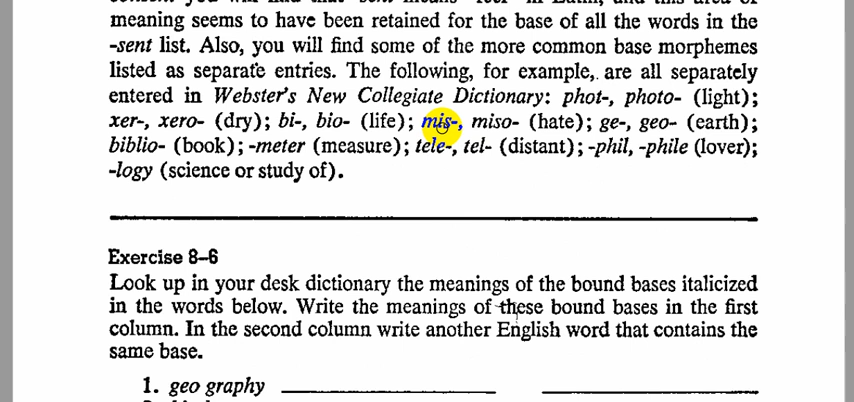 meaning seems to have been retained for the base of all the words in the
-sent list. Also, you will find some of the more common base morphemes
listed as separate entries. The following, for example, are all separately
entered in Webster's New Collegiate Dictionary: phot-, photo- (light);
xer-, xero- (dry); bi-, bio- (life); mis-, miso- (hate); ge-, geo- (earth);
biblio- (book); -meter (measure); tele-, tel- (distant); -phil, -phile (lover);
-logy (science or study of).
Exercise 8–6
Look up in your desk dictionary the meanings of the bound bases italicized
in the words below. Write the meanings of these bound bases in the first
column. In the second column write another English word that contains the
same base.
1. geo graphy